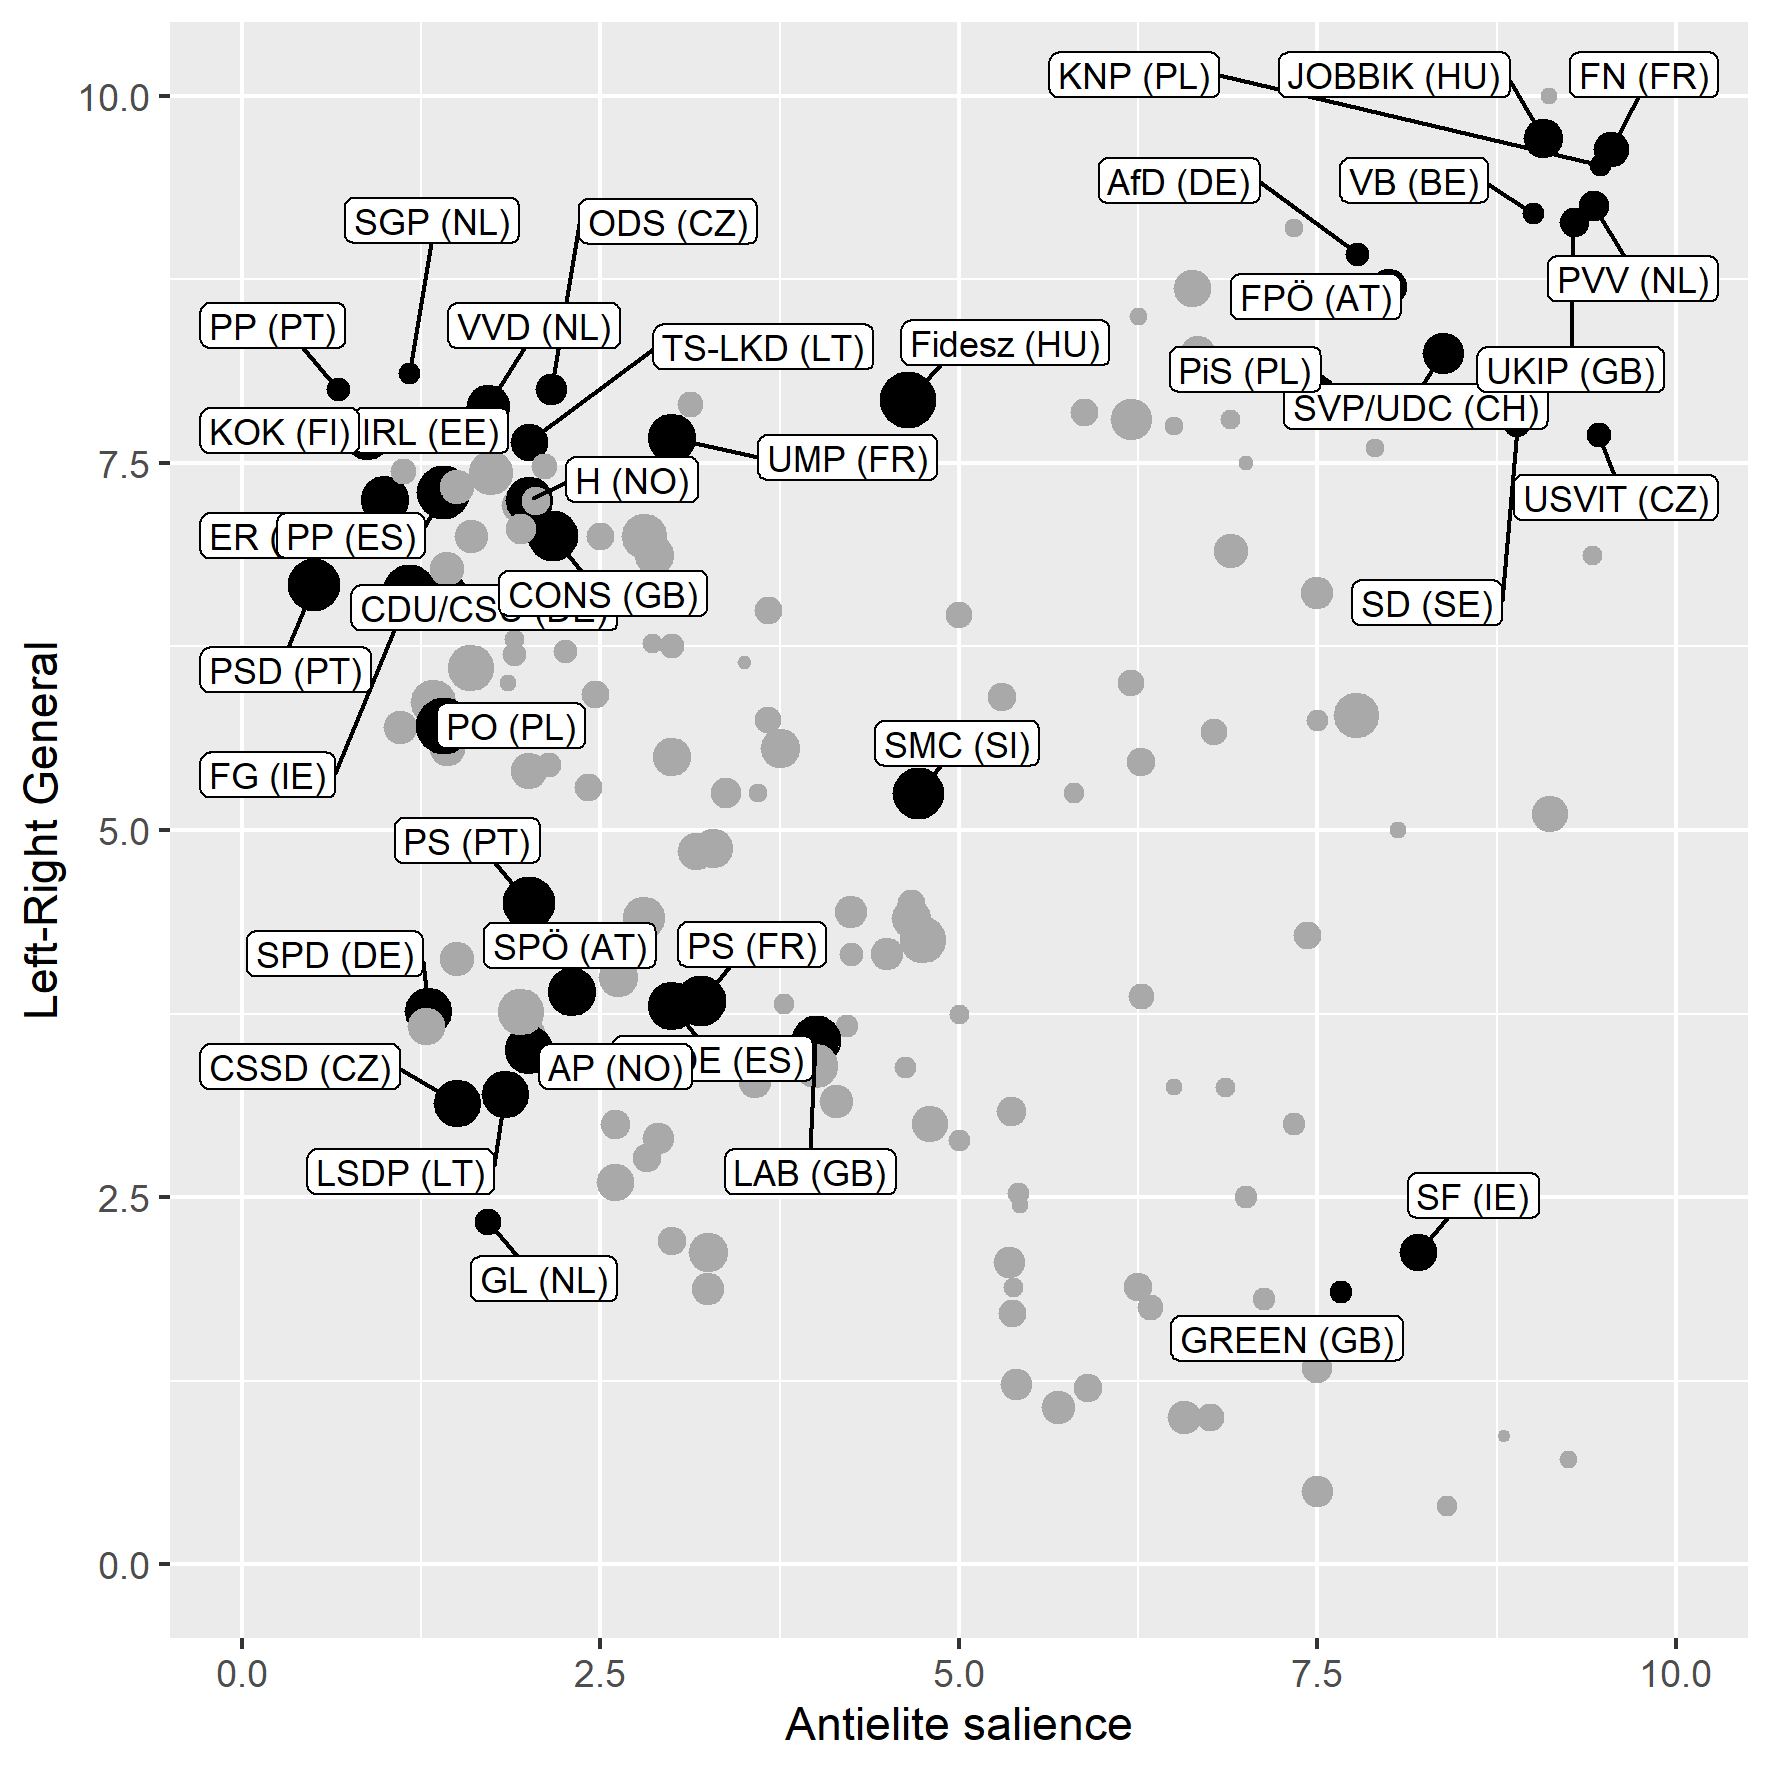 KNP (PL)
JOBBIK (HU)
FN (FR)
10.0
AfD (DE)
VB (BE)
SGP (NL)
ODS (CZ)
PVV (NL)
FPÖ (AT)
PP (PT)
VVD (NL)
TS-LKD (LT)
Fidesz (HU)
PiS (PL)
UKIP (GB)
SVP/UDC (CH)
KOK (FI)
IRL (EE)
7.5
UMP (FR)
H (NO)
USVIT (CZ)
ER (
PP (ES)
CDU/CSU (DE)
CONS (GB)
SD (SE)
PSD (PT)
PO (PL)
SMC (SI)
FG (IE)
5.0
PS (PT)
SPD (DE)
SPÖ (AT)
PS (FR)
CSSD (CZ)
AP (NO)
E (ES)
LSDP (LT)
LAB (GB)
2.5
SF (IE)
GL (NL)
GREEN (GB)
0.0
0.0
2.5
5.0
7.5
10.0
Antielite salience
Left-Right General